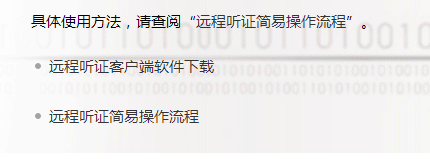 具体使用方法，请查阅“远程听证简易操作流程”。
远程听证客户端软件下载
远程听证简易操作流程